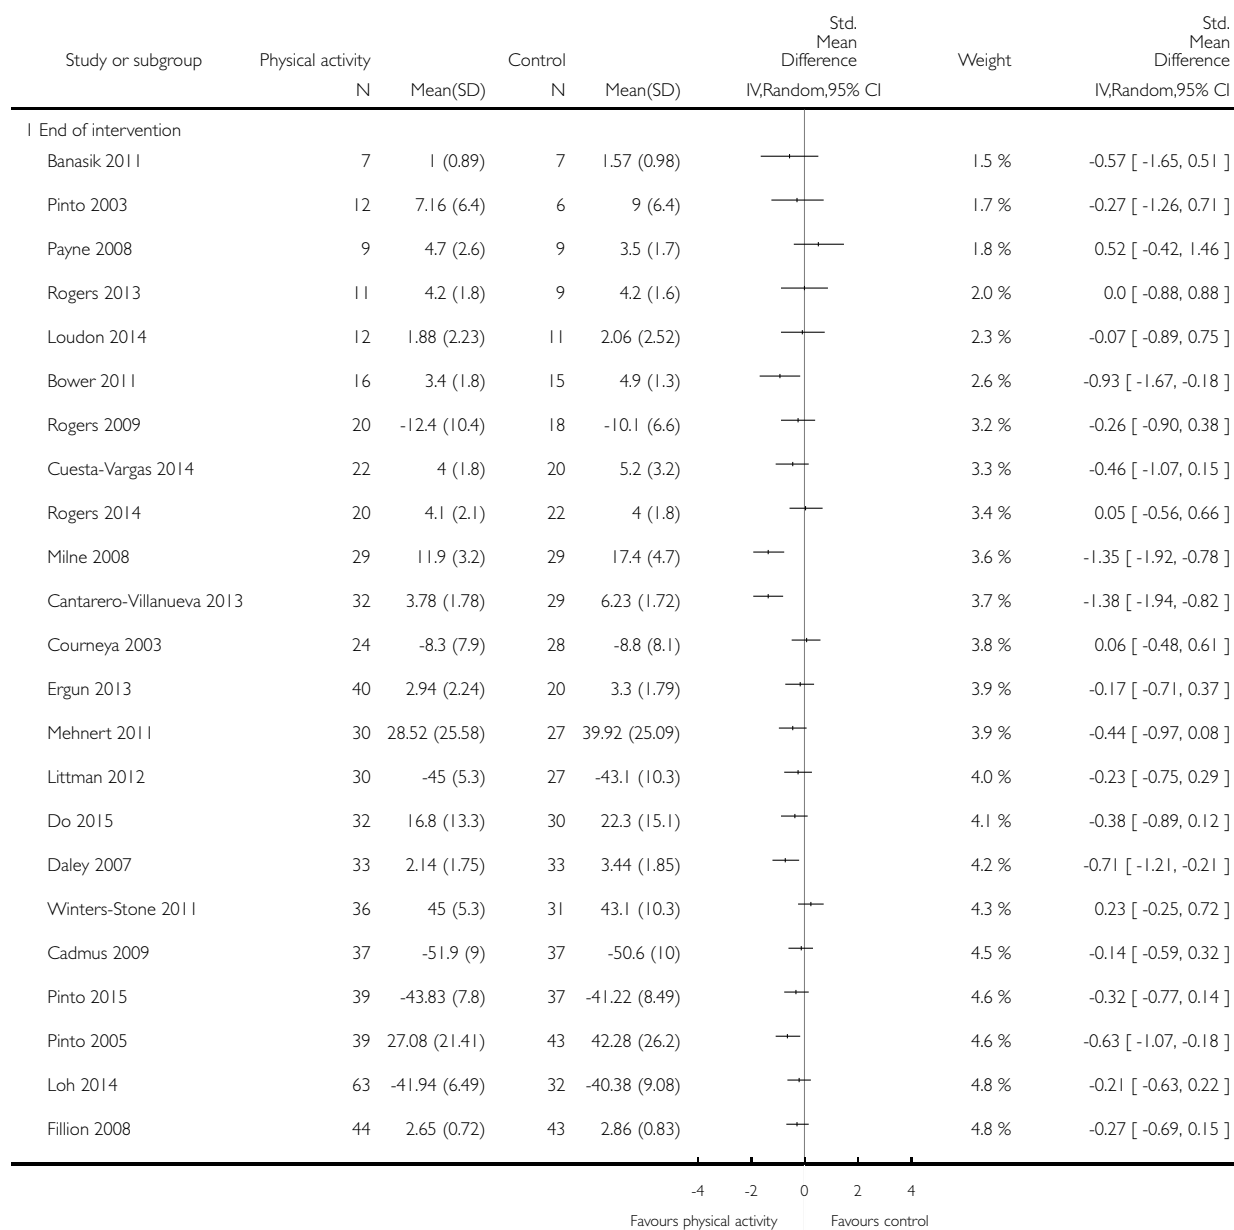 Std. Std.
Mean Mean
Study or subgroup Physical activity Control Difference Weight Difference
N Mean(SD) N Mean(SD) IV,Random,95% CI IV,Random,95% CI
1 End of intervention
Banasik 2011 7 1 (0.89) 7 1.57 (0.98) 1.5 % -0.57 [ -1.65, 0.51 ]
Pinto 2003 12 7.16 (6.4) 6 9 (6.4) 1.7 % -0.27 [ -1.26, 0.71 ]
Payne 2008 9 4.7 (2.6) 9 3.5 (1.7) 1.8 % 0.52 [ -0.42, 1.46 ]
Rogers 2013 11 4.2 (1.8) 9 4.2 (1.6) 2.0 % 0.0 [ -0.88, 0.88 ]
Loudon 2014 12 1.88 (2.23) 11 2.06 (2.52) 2.3 % -0.07 [ -0.89, 0.75 ]
Bower 2011 16 3.4 (1.8) 15 4.9 (1.3) 2.6 % -0.93 [ -1.67, -0.18 ]
Rogers 2009 20 -12.4 (10.4) 18 -10.1 (6.6) 3.2 % -0.26 [ -0.90, 0.38 ]
Cuesta-Vargas 2014 22 4 (1.8) 20 5.2 (3.2) 3.3 % -0.46 [ -1.07, 0.15 ]
Rogers 2014 20 4.1 (2.1) 22 4 (1.8) 3.4 % 0.05 [ -0.56, 0.66 ]
Milne 2008 29 11.9 (3.2) 29 17.4 (4.7) 3.6 % -1.35 [ -1.92, -0.78 ]
Cantarero-Villanueva 2013 32 3.78 (1.78) 29 6.23 (1.72) 3.7 % -1.38 [ -1.94, -0.82 ]
Courneya 2003 24 -8.3 (7.9) 28 -8.8 (8.1) 3.8 % 0.06 [ -0.48, 0.61 ]
Ergun 2013 40 2.94 (2.24) 20 3.3 (1.79) 3.9 % -0.17 [ -0.71, 0.37 ]
Mehnert 2011 30 28.52 (25.58) 27 39.92 (25.09) 3.9 % -0.44 [ -0.97, 0.08 ]
Littman 2012 30 -45 (5.3) 27 -43.1 (10.3) 4.0 % -0.23 [ -0.75, 0.29 ]
Do 2015 32 16.8 (13.3) 30 22.3 (15.1) 4.1 % -0.38 [ -0.89, 0.12 ]
Daley 2007 33 2.14 (1.75) 33 3.44 (1.85) 4.2 % -0.71 [ -1.21, -0.21 ]
Winters-Stone 2011 36 45 (5.3) 31 43.1 (10.3) 4.3 % 0.23 [ -0.25, 0.72 ]
Cadmus 2009 37 -51.9 (9) 37 -50.6 (10) 4.5 % -0.14 [ -0.59, 0.32 ]
Pinto 2015 39 -43.83 (7.8) 37 -41.22 (8.49) 4.6 % -0.32 [ -0.77, 0.14 ]
Pinto 2005 39 27.08 (21.41) 43 42.28 (26.2) 4.6 % -0.63 [ -1.07, -0.18 ]
Loh 2014 63 -41.94 (6.49) 32 -40.38 (9.08) 4.8 % -0.21 [ -0.63, 0.22 ]
Fillion 2008 44 2.65 (0.72) 43 2.86 (0.83) 4.8 % -0.27 [ -0.69, 0.15 ]
-4 -2 0 2 4
Favours physical activity Favours control